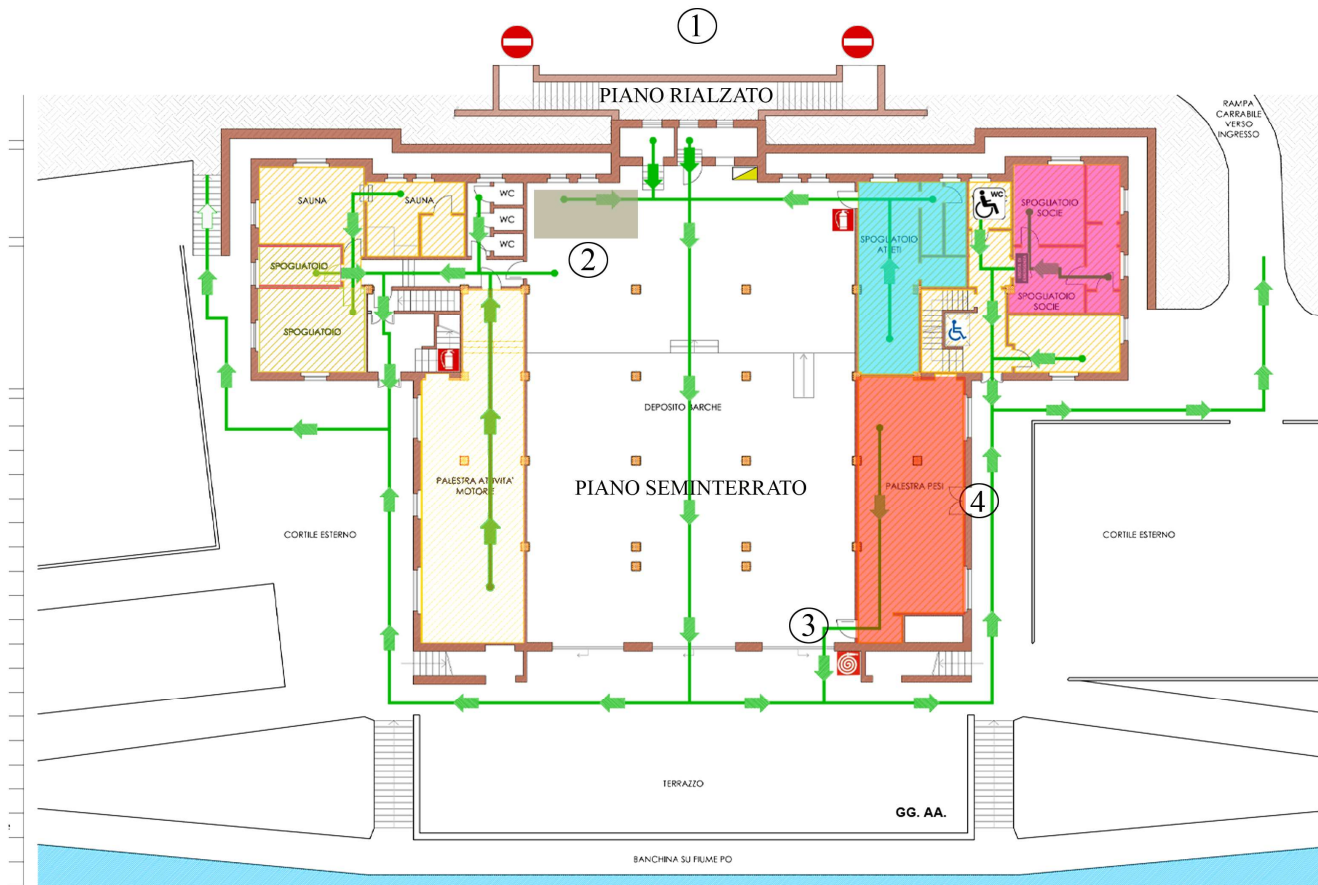 ①
PIANO RIALZATO
RAMPA
CARRABILE
VERSO
INGRESSO
SAUNA
SAUNA
WC
WC
WC
WC
SPOGLIATOIO
SOCIE
SPOGLIATOIO
ATLETI
②
SPOGLIATOIO
SPOGLIATOIO
SOCIE
SPOGLIATOIO
DEPOSITO BARCHE
PALESTRA ATTIVITA'
MOTORIE
PIANO SEMINTERRATO
PALESTRA PESI
④
CORTILE ESTERNO
CORTILE ESTERNO
③
TERRAZZO
GG. AA.
BANCHINA SU FIUME PO